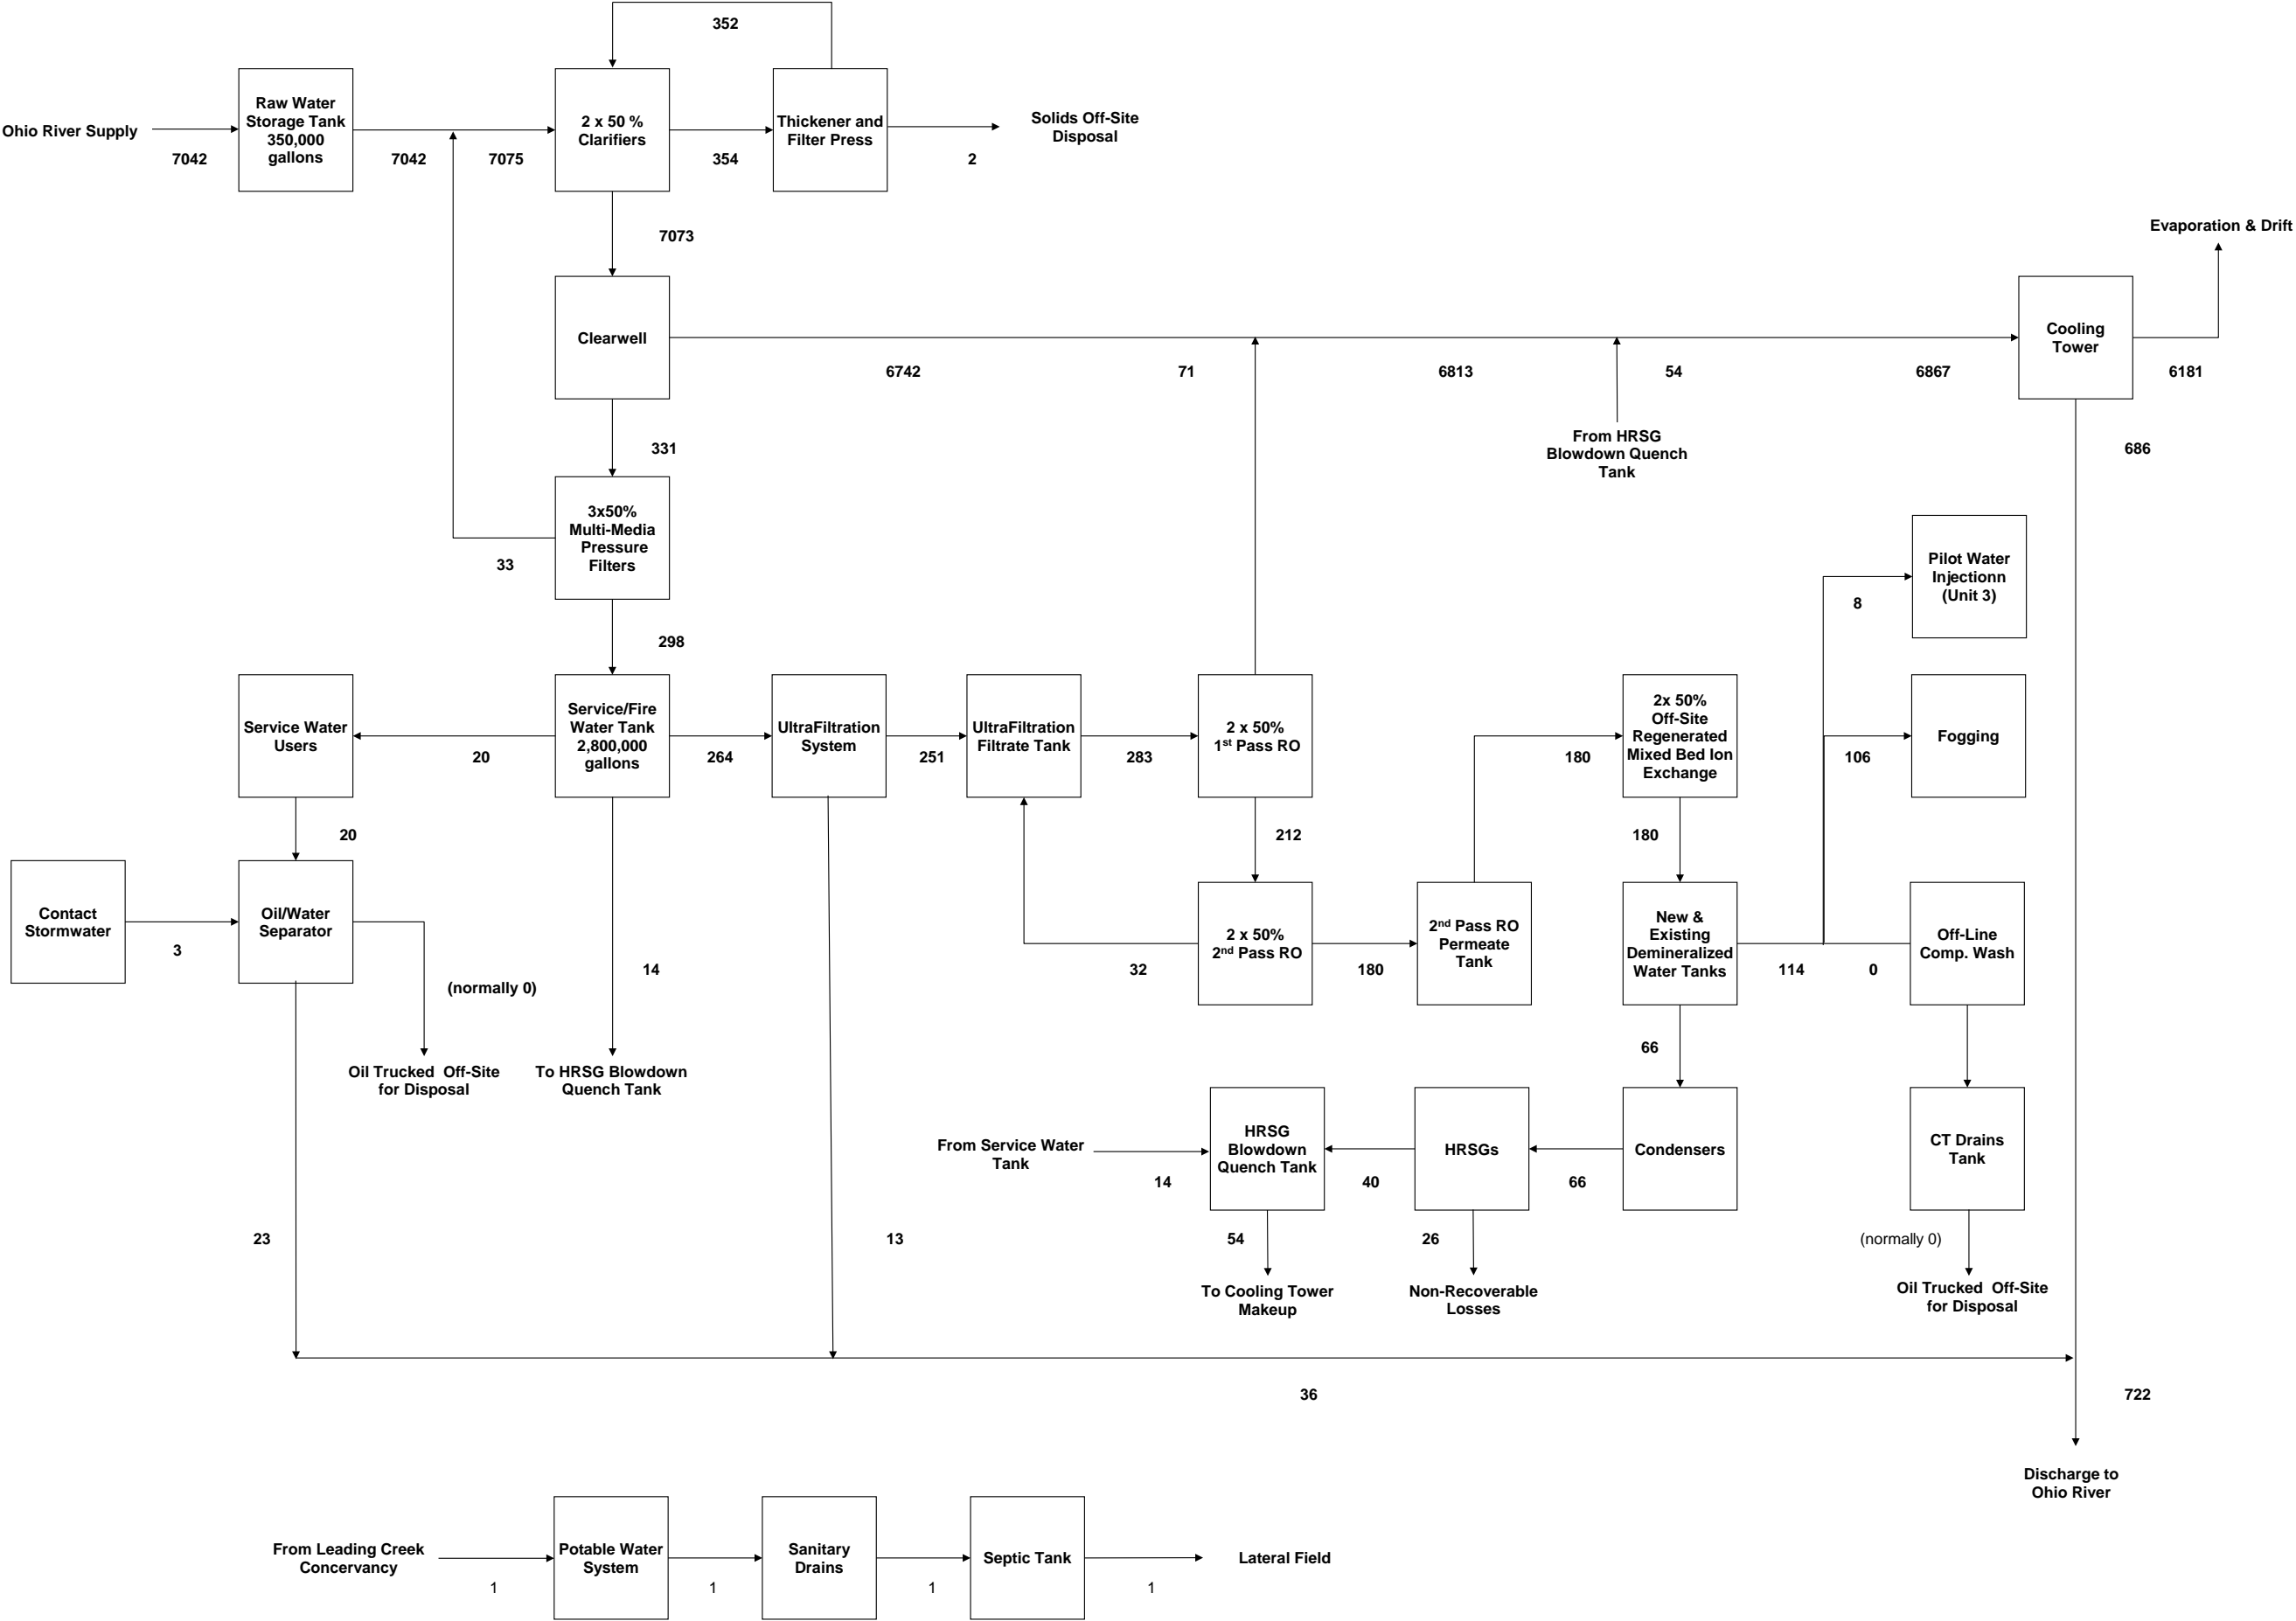 352
Ohio River Supply
7042
Raw Water
Storage Tank
350,000
gallons
7042
7075
2 x 50 %
Clarifiers
354
Thickener and
Filter Press
2
Solids Off-Site
Disposal
7073
Evaporation & Drift
Clearwell
6742
71
6813
54
6867
Cooling
Tower
6181
From HRSG
Blowdown Quench
Tank
331
686
3x50%
Multi-Media
Pressure
Filters
33
Pilot Water
Injectionn
(Unit 3)
8
298
Service Water
Users
20
Service/Fire
Water Tank
2,800,000
gallons
264
UltraFiltration
System
251
UltraFiltration
Filtrate Tank
283
2 x 50%
1st Pass RO
180
2x 50%
Off-Site
Regenerated
Mixed Bed Ion
Exchange
106
Fogging
20
212
180
Contact
Stormwater
3
Oil/Water
Separator
(normally 0)
14
32
2 x 50%
2nd Pass RO
180
2nd Pass RO
Permeate
Tank
New &
Existing
Demineralized
Water Tanks
114
0
Off-Line
Comp. Wash
66
Oil Trucked  Off-Site
for Disposal
To HRSG Blowdown
Quench Tank
From Service Water
Tank
14
HRSG
Blowdown
Quench Tank
40
HRSGs
66
Condensers
CT Drains
Tank
23
13
54
26
(normally 0)
To Cooling Tower
Makeup
Non-Recoverable
Losses
Oil Trucked  Off-Site
for Disposal
36
722
Discharge to
Ohio River
From Leading Creek
Concervancy
1
Potable Water
System
1
Sanitary
Drains
1
Septic Tank
1
Lateral Field